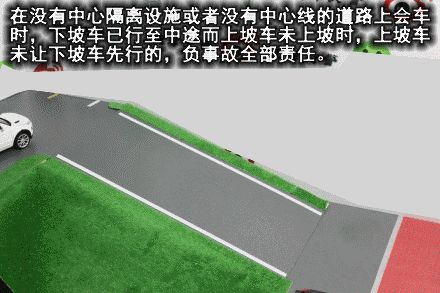 在没有中心隔离设施或者没有中心线的道路上会车
时，下坡车已行至中途而上坡车未上坡时，上坡车
未让下坡车先行的，负事故全部责任。